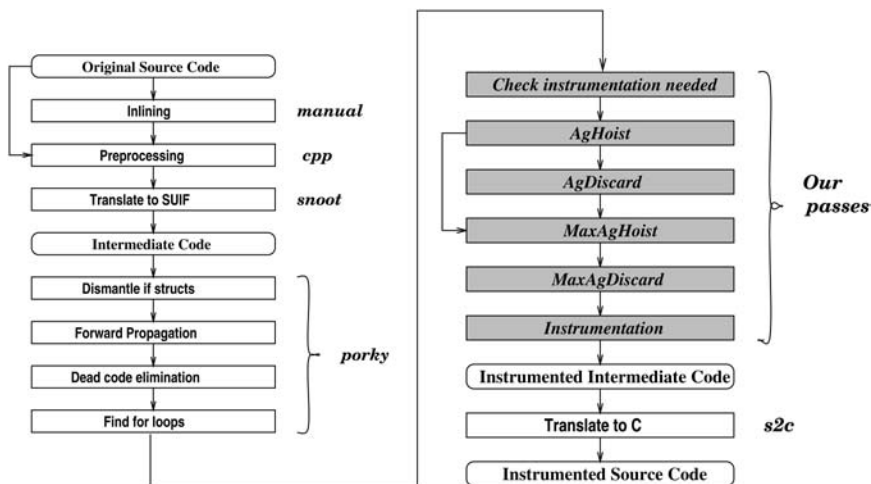 Original Source Code
Inlining
manual
Preprocessing
cpp
Translate to SUIF
snoot
Intermediate Code
Dismantle if structs
Forward Propagation
Dead code elimination
Find for loops
porky
Check instrumentation needed
AgHoist
AgDiscard
MaxAgHoist
MaxAgDiscard
Instrumentation
Our
passes
Instrumented Intermediate Code
Translate to C
s2c
Instrumented Source Code